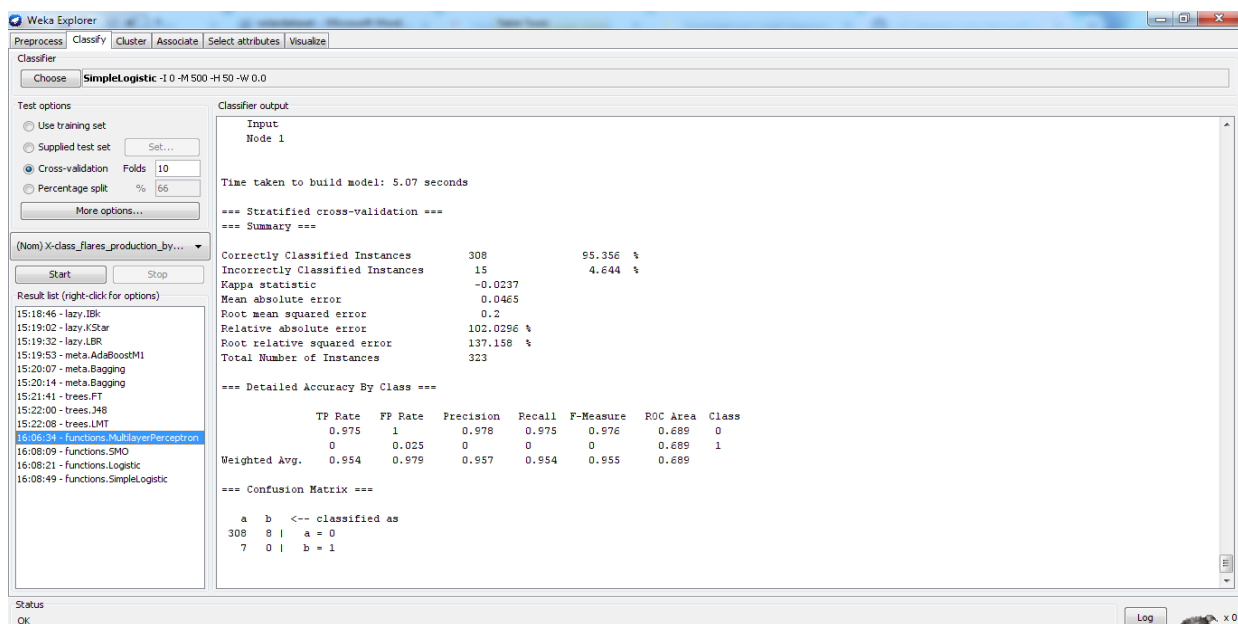 Weka Explorer
Preprocess Classify Cluster Associate Select attributes Visualize
Classifier
Choose SimpleLogistic -I 0 -M 500 -H 50 -W 0.0
Test options
Use training set
Supplied test set Set...
Cross-validation Folds 10
Percentage split % 66
More options...
(Nom) X-class_flares_production_by...
Start Stop
Result list (right-click for options)
15:18:46 - lazy.IBk
15:19:02 - lazy.KStar
15:19:32 - lazy.LBR
15:19:53 - meta.AdaBoostM1
15:20:07 - meta.Bagging
15:20:14 - meta.Bagging
15:21:41 - trees.FT
15:22:00 - trees.J48
15:22:08 - trees.LMT
16:06:34 - functions.MultilayerPerceptron
16:08:09 - functions.SMO
16:08:21 - functions.Logistic
16:08:49 - functions.SimpleLogistic
Classifier output
Input
Node 1
Time taken to build model: 5.07 seconds
=== Stratified cross-validation ===
=== Summary ===
Correctly Classified Instances 308 95.356 %
Incorrectly Classified Instances 15 4.644 %
Kappa statistic -0.0237
Mean absolute error 0.0465
Root mean squared error 0.2
Relative absolute error 102.0296 %
Root relative squared error 137.158 %
Total Number of Instances 323
=== Detailed Accuracy By Class ===
TP Rate FP Rate Precision Recall F-Measure ROC Area Class
0.975 1 0.978 0.975 0.976 0.689 0
0 0.025 0 0 0 0.689 1
Weighted Avg. 0.954 0.979 0.957 0.954 0.955 0.689
=== Confusion Matrix ===
a b <-- classified as
308 8 | a = 0
7 0 | b = 1
Status
OK
Log
x 0